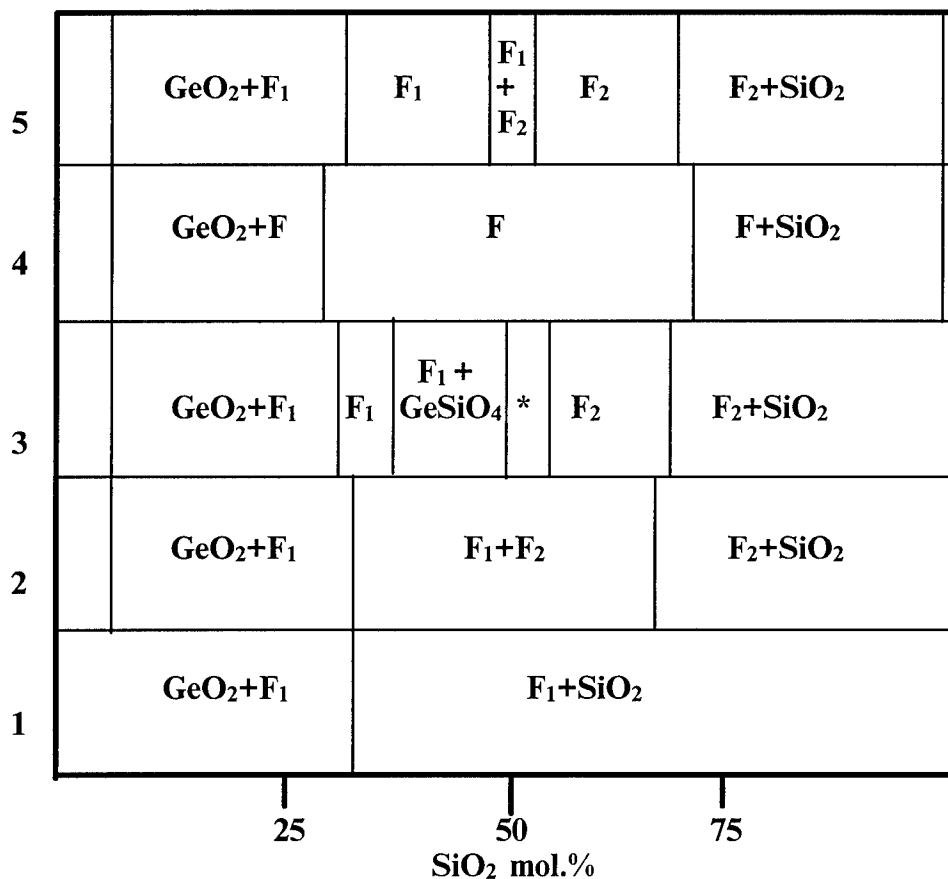 5
GeO₂+F₁
F₁
F₁
+
F₂
F₂
F₂+SiO₂
4
GeO₂+F
F
F+SiO₂
3
GeO₂+F₁
F₁
F₁ +
GeSiO₄
*
F₂
F₂+SiO₂
2
GeO₂+F₁
F₁+F₂
F₂+SiO₂
1
GeO₂+F₁
F₁+SiO₂
25
50
75
SiO₂ mol.%